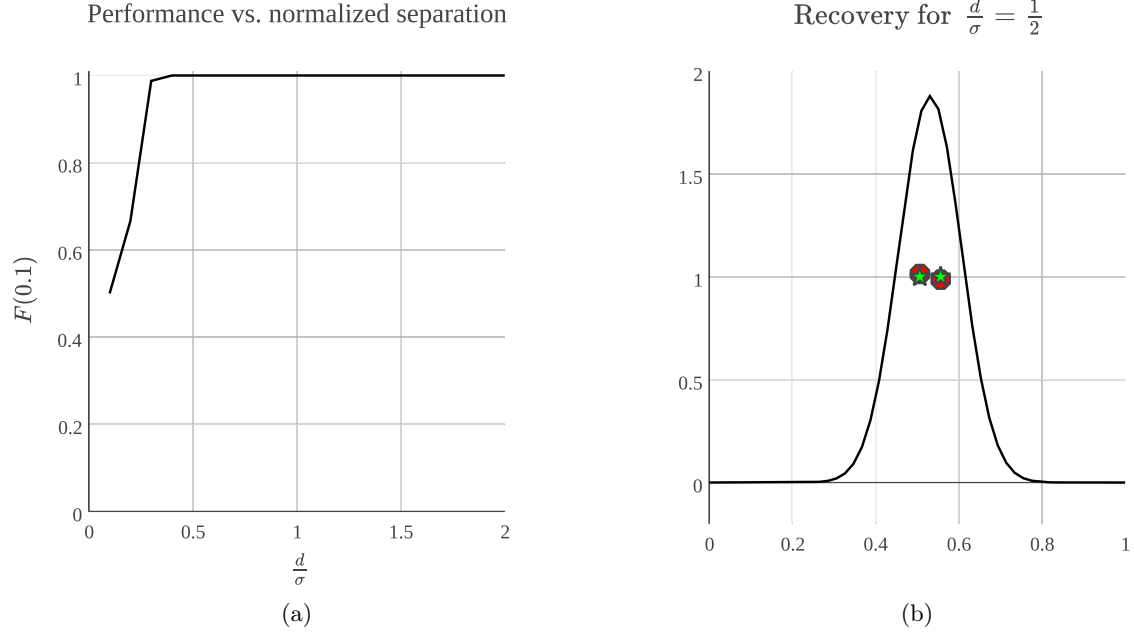 Performance vs. normalized separation
1
0.8
0.6
0.4
0.2
0
F(0.1)
0 0.5 1 1.5 2
d/σ
(a)
Recovery for d/σ = 1/2
2
1.5
1
0.5
0
0 0.2 0.4 0.6 0.8 1
(b)